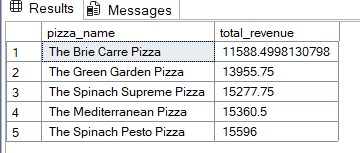 Results Messages
pizza_name total_revenue
1 The Brie Carre Pizza 11588.4998130798
2 The Green Garden Pizza 13955.75
3 The Spinach Supreme Pizza 15277.75
4 The Mediterranean Pizza 15360.5
5 The Spinach Pesto Pizza 15596